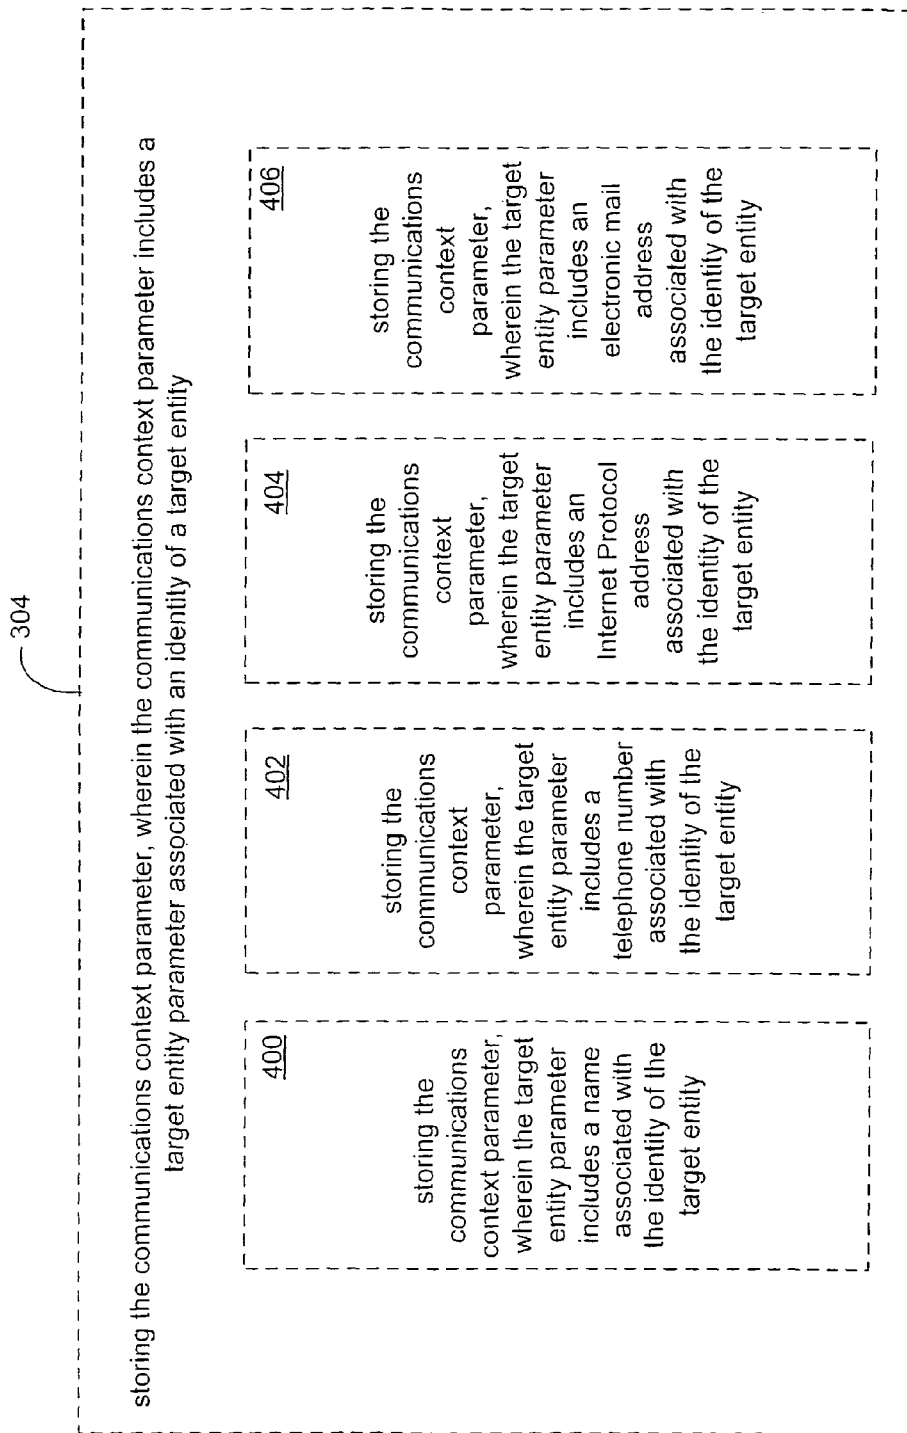 304
storing the communications context parameter, wherein the communications context parameter includes a
target entity parameter associated with an identity of a target entity
400
storing the
communications
context parameter,
wherein the target
entity parameter
includes a name
associated with
the identity of the
target entity
402
storing the
communications
context
parameter,
wherein the target
entity parameter
includes a
telephone number
associated with
the identity of the
target entity
404
storing the
communications
context
parameter,
wherein the target
entity parameter
includes an
Internet Protocol
address
associated with
the identity of the
target entity
406
storing the
communications
context
parameter,
wherein the target
entity parameter
includes an
electronic mail
address
associated with
the identity of the
target entity